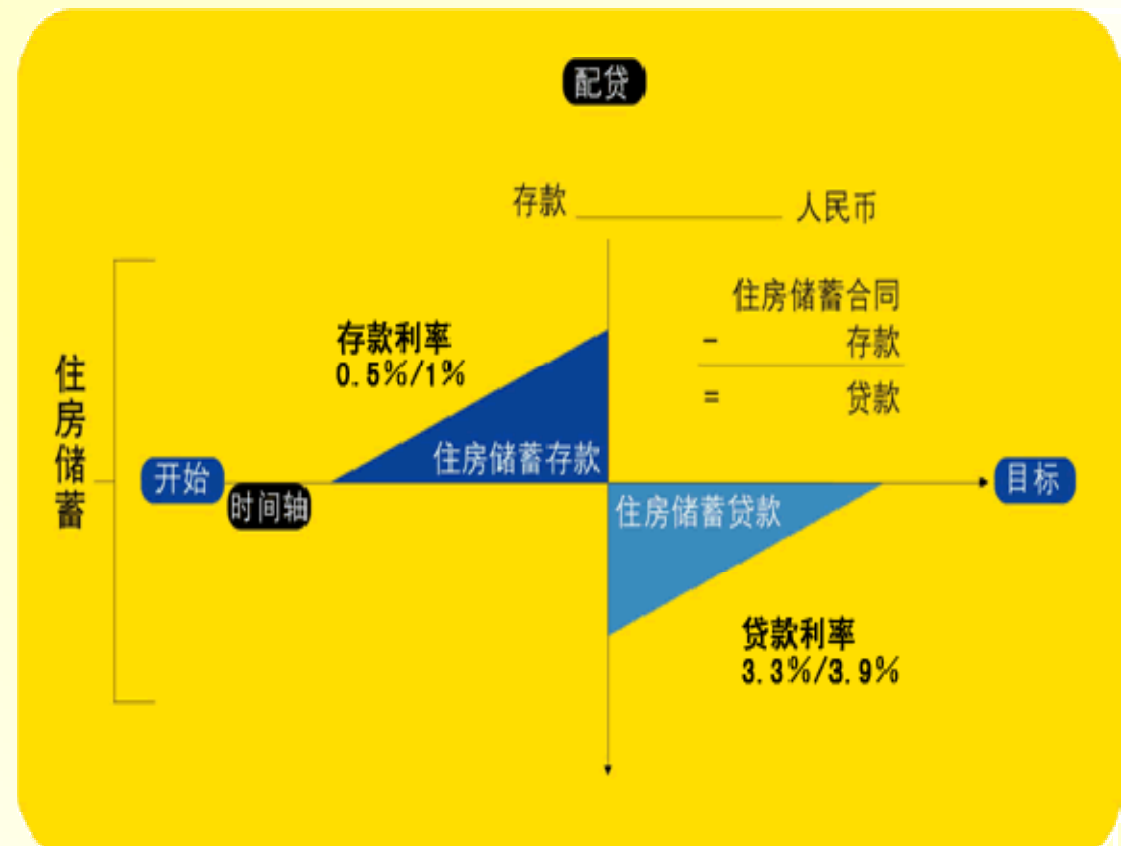 配贷
存款 人民币
住房储蓄合同
- 存款
= 贷款
存款利率
0.5%/1%
住房储蓄
住房储蓄存款
开始
时间轴
目标
住房储蓄贷款
贷款利率
3.3%/3.9%